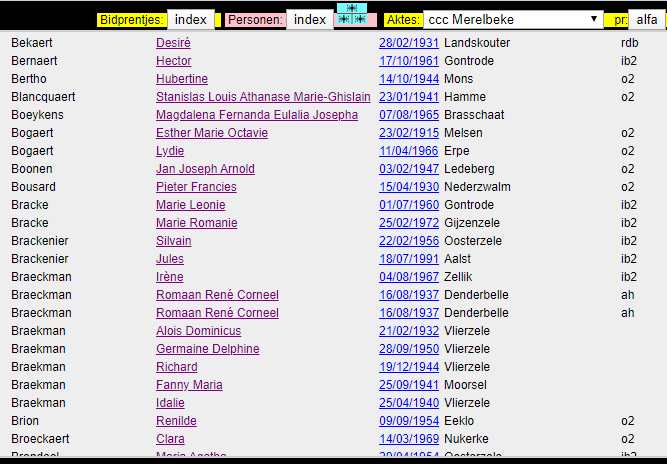 Bidprentjes: index Personen: index Aktes: ccc Merelbeke pr: alfa
Bekaert Desiré 28/02/1931 Landskouter rdb
Bernaert Hector 17/10/1961 Gontrode ib2
Bertho Hubertine 14/10/1944 Mons o2
Blancquaert Stanislas Louis Athanase Marie-Ghislain 23/01/1941 Hamme o2
Boeykens Magdalena Fernanda Eulalia Josepha 07/08/1965 Brasschaat
Bogaert Esther Marie Octavie 23/02/1915 Melsen o2
Bogaert Lydie 11/04/1966 Erpe o2
Boonen Jan Joseph Arnold 03/02/1947 Ledeberg o2
Bousard Pieter Francies 15/04/1930 Nederzwalm o2
Bracke Marie Leonie 01/07/1960 Gontrode ib2
Bracke Marie Romanie 25/02/1972 Gijzenzele ib2
Brackenier Silvain 22/02/1956 Oosterzele ib2
Brackenier Jules 18/07/1991 Aalst ib2
Braeckman Irène 04/08/1967 Zellik ib2
Braeckman Romaan René Corneel 16/08/1937 Denderbelle ah
Braeckman Romaan René Corneel 16/08/1937 Denderbelle ah
Braekman Alois Dominicus 21/02/1932 Vlierzele
Braekman Germaine Delphine 28/09/1950 Vlierzele
Braekman Richard 19/12/1944 Vlierzele
Braekman Fanny Maria 25/09/1941 Moorsel
Braekman Idalie 25/04/1940 Vlierzele
Brion Renilde 09/09/1954 Eeklo o2
Broeckaert Clara 14/03/1969 Nukerke o2
Brondeel Maria Agatha 29/04/1954 Oosterzele ib2